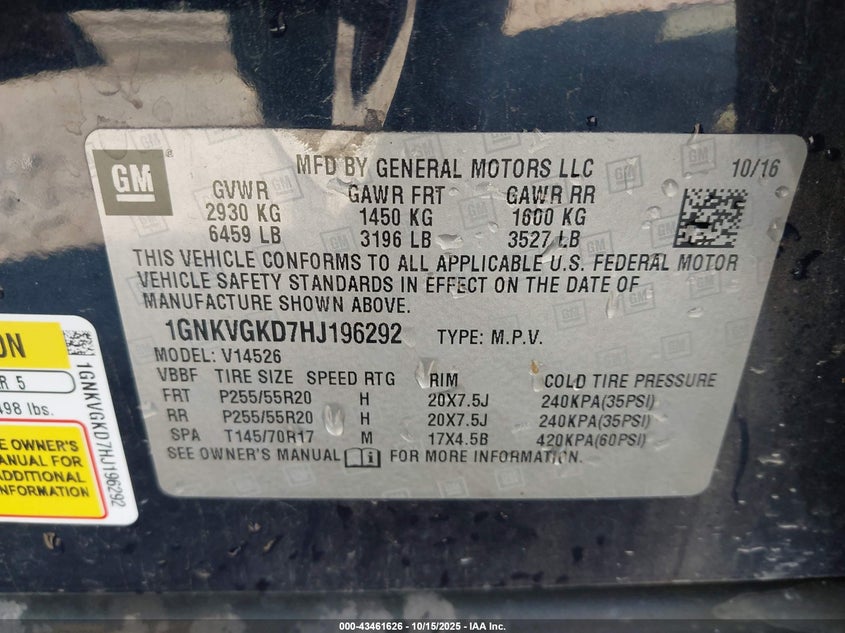 GM
MFD BY GENERAL MOTORS LLC 10/16
GVWR GAWR FRT GAWR RR
2930 KG 1450 KG 1600 KG
6459 LB 3196 LB 3527 LB
THIS VEHICLE CONFORMS TO ALL APPLICABLE U.S. FEDERAL MOTOR
VEHICLE SAFETY STANDARDS IN EFFECT ON THE DATE OF
MANUFACTURE SHOWN ABOVE.
1GNKVGKD7HJ196292 TYPE: M.P.V.
MODEL: V14526
VBBF TIRE SIZE SPEED RTG RIM COLD TIRE PRESSURE
FRT P255/55R20 H 20X7.5J 240KPA(35PSI)
RR P255/55R20 H 20X7.5J 240KPA(35PSI)
SPA T145/70R17 M 17X4.5B 420KPA(60PSI)
SEE OWNER'S MANUAL FOR MORE INFORMATION.
ON
R 5
498 lbs.
E OWNER'S
ANUAL FOR
ADDITIONAL
NFORMATION
1GNKVGKD7HJ196292
000-43461626 - 10/15/2025 - IAA Inc.